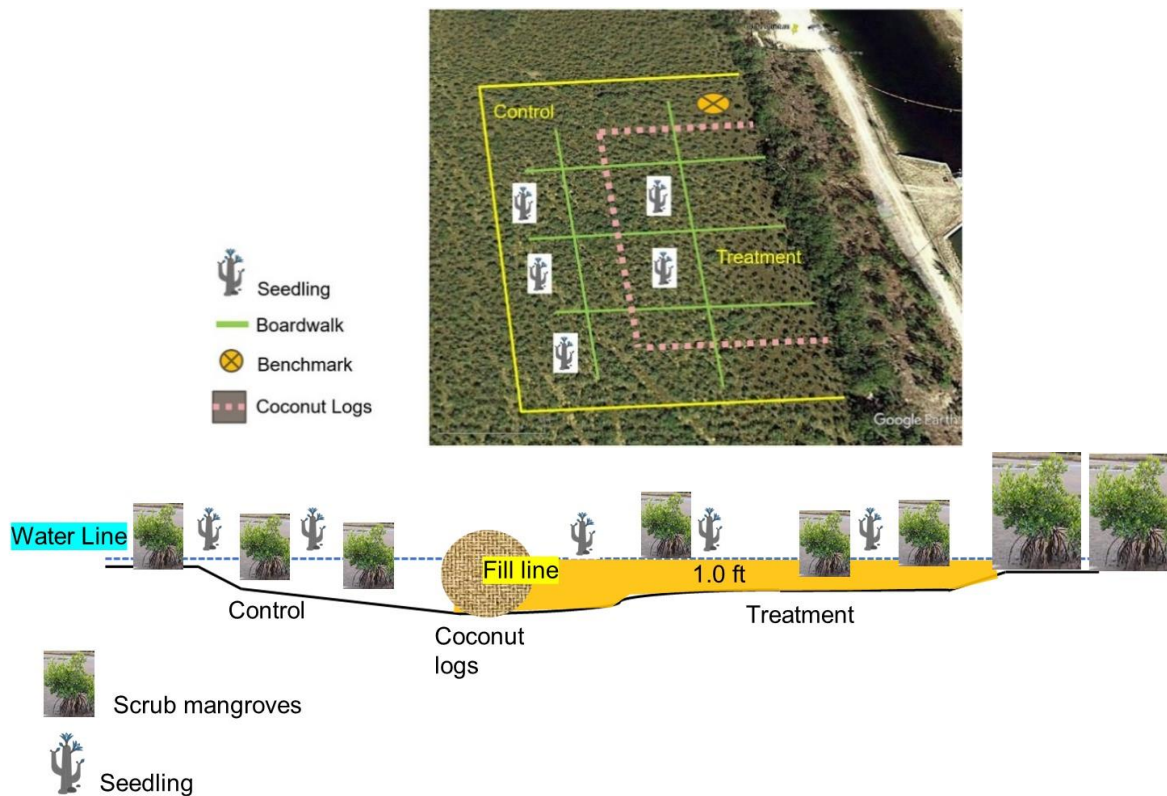 Control
Treatment
Google Earth
Seedling
Boardwalk
Benchmark
Coconut Logs
Water Line
Fill line
1.0 ft
Control
Treatment
Coconut
logs
Scrub mangroves
Seedling